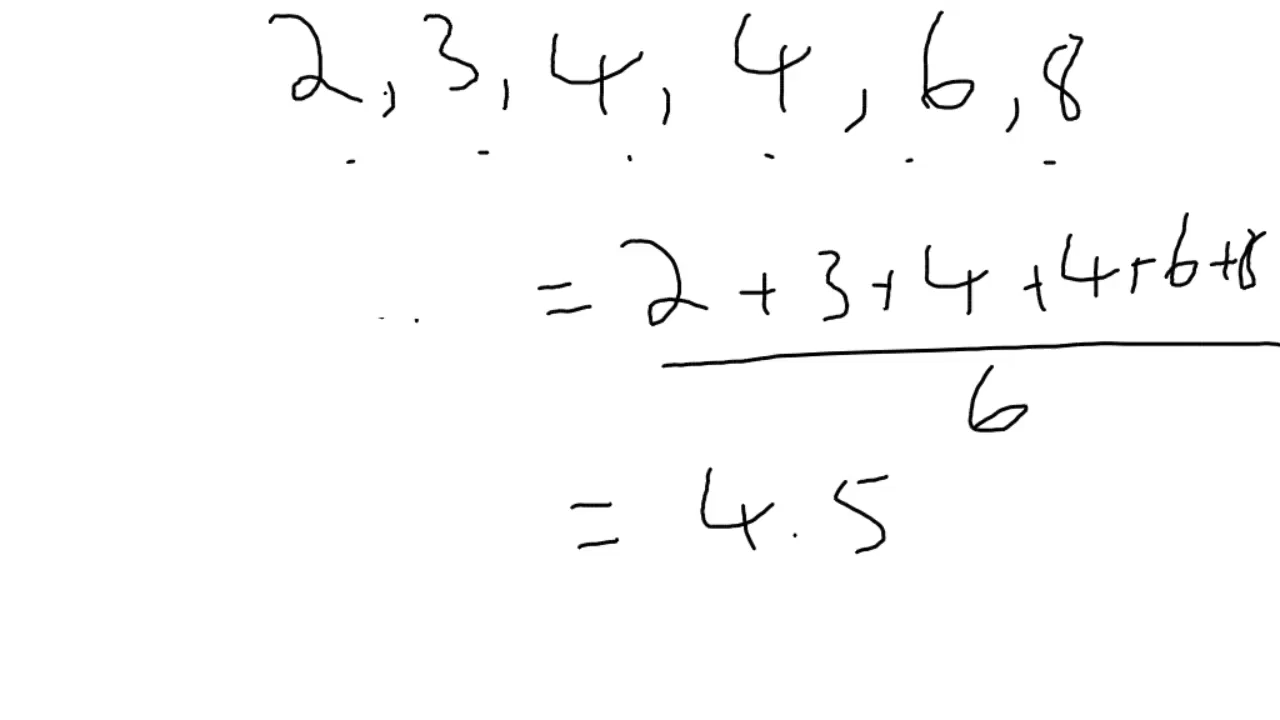 2, 3, 4, 4, 6, 8
= 2 + 3 + 4 + 4 + 6 + 8
6
= 4.5